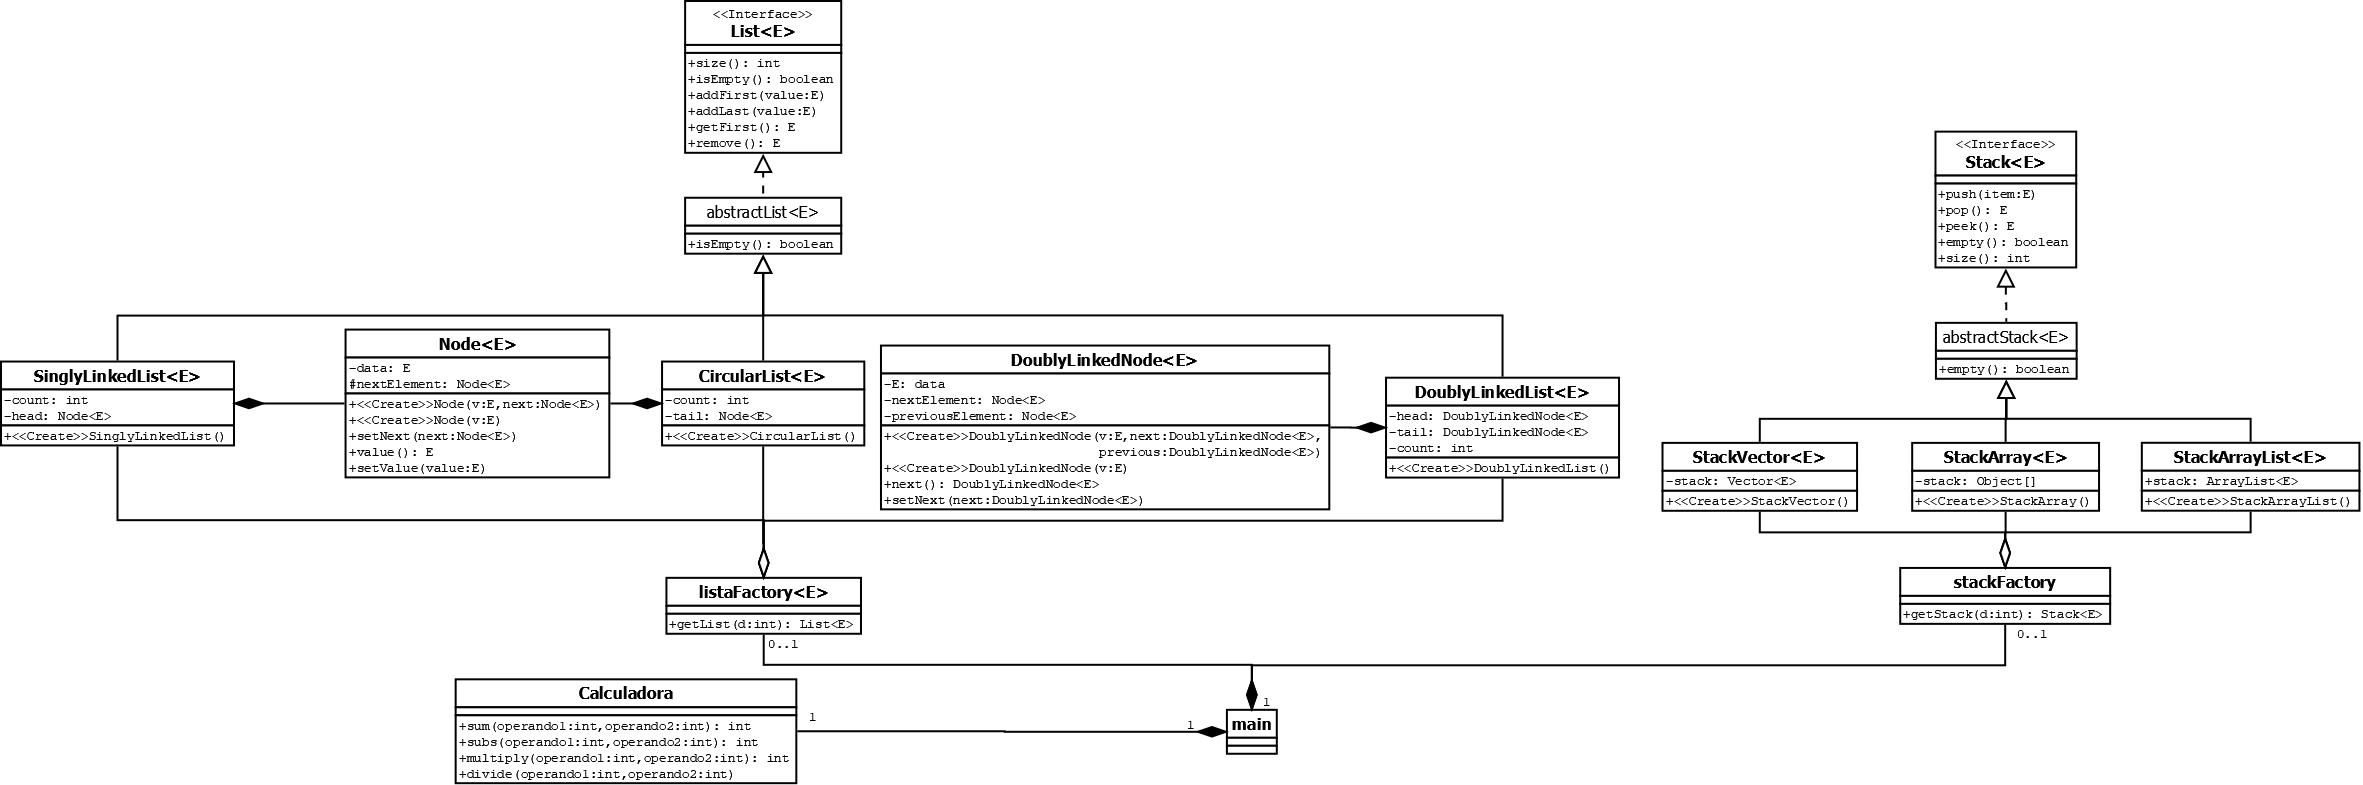 <<Interface>>
List<E>
+size(): int
+isEmpty(): boolean
+addFirst(value:E)
+addLast(value:E)
+getFirst(): E
+remove(): E
abstractList<E>
+isEmpty(): boolean
<<Interface>>
Stack<E>
+push(item:E)
+pop(): E
+peek(): E
+empty(): boolean
+size(): int
abstractStack<E>
+empty(): boolean
SinglyLinkedList<E>
-count: int
-head: Node<E>
+<<Create>>SinglyLinkedList()
Node<E>
-data: E
#nextElement: Node<E>
+<<Create>>Node(v:E,next:Node<E>)
+<<Create>>Node(v:E)
+setNext(next:Node<E>)
+value(): E
+setValue(value:E)
CircularList<E>
-count: int
-tail: Node<E>
+<<Create>>CircularList()
DoublyLinkedNode<E>
-E: data
-nextElement: Node<E>
-previousElement: Node<E>
+<<Create>>DoublyLinkedNode(v:E,next:DoublyLinkedNode<E>,
previous:DoublyLinkedNode<E>)
+<<Create>>DoublyLinkedNode(v:E)
+next(): DoublyLinkedNode<E>
+setNext(next:DoublyLinkedNode<E>)
DoublyLinkedList<E>
-head: DoublyLinkedNode<E>
-tail: DoublyLinkedNode<E>
-count: int
+<<Create>>DoublyLinkedList()
StackVector<E>
-stack: Vector<E>
+<<Create>>StackVector()
StackArray<E>
-stack: Object[]
+<<Create>>StackArray()
StackArrayList<E>
+stack: ArrayList<E>
+<<Create>>StackArrayList()
listaFactory<E>
+getList(d:int): List<E>
0..1
stackFactory
+getStack(d:int): Stack<E>
0..1
Calculadora
+sum(operando1:int,operando2:int): int
+subs(operando1:int,operando2:int): int
+multiply(operando1:int,operando2:int): int
+divide(operando1:int,operando2:int)
1
1
1
main